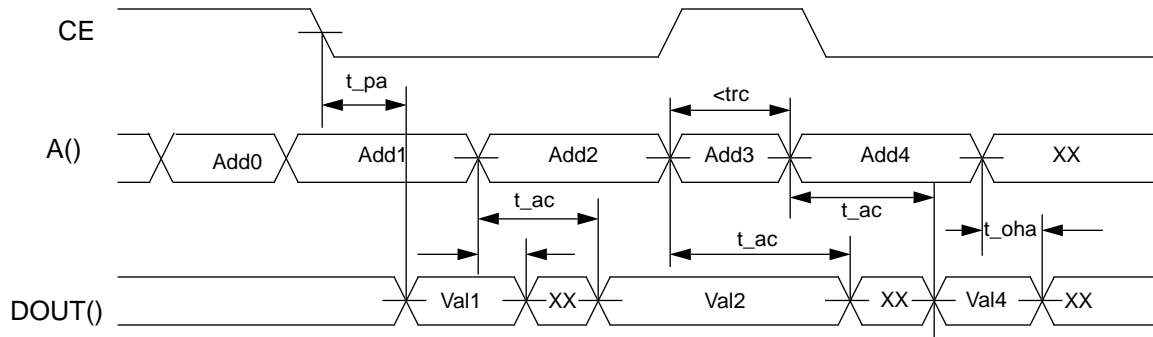 CE
t_pa
<trc
A()
Add0
Add1
Add2
Add3
Add4
XX
t_ac
t_ac
t_oha
t_ac
DOUT()
Val1
XX
Val2
XX
Val4
XX